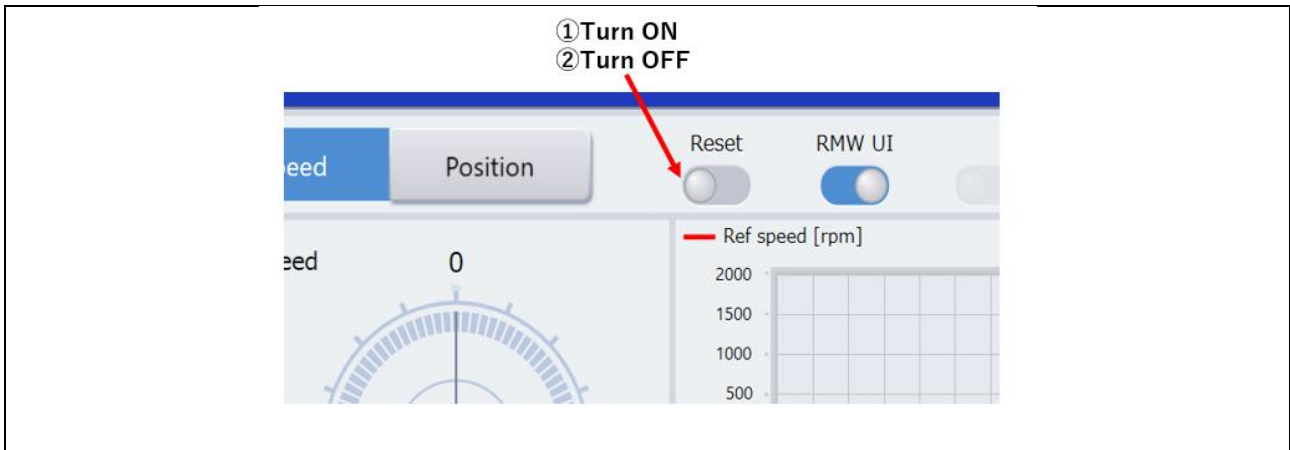 ①Turn ON
②Turn OFF
eed
Position
Reset
RMW UI
eed
0
Ref speed [rpm]
2000
1500
1000
500